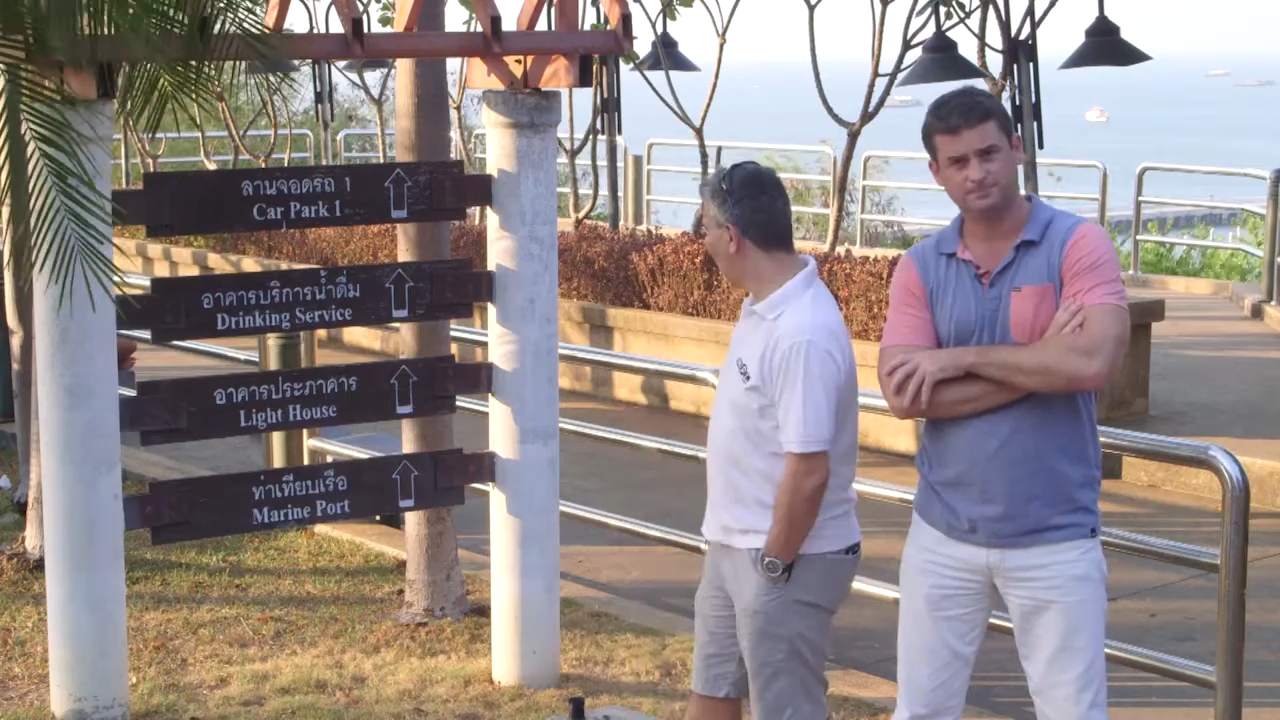 ลานจอดรถ 1
Car Park 1
อาคารบริการน้ำดื่ม
Drinking Service
อาคารประภาคาร
Light House
ท่าเทียบเรือ
Marine Port